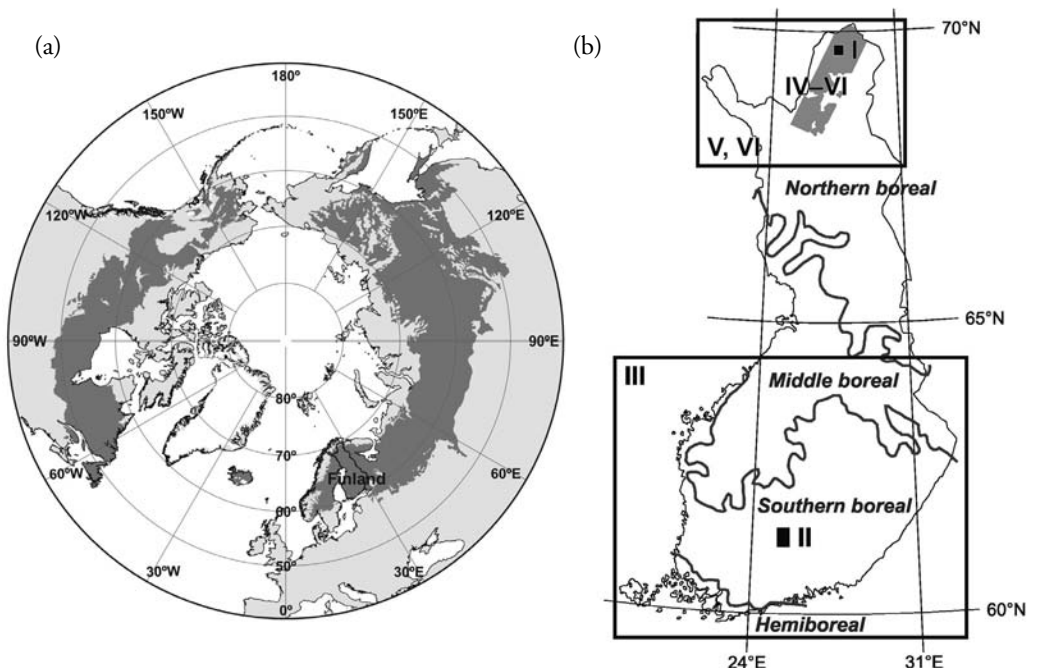 (a)
180°
150°W
150°E
120°W
120°E
90°W
90°E
80°
70°
60°W
60°E
Finland
60°
50°
30°W
30°E
0°
(b)
70°N
I
IV–VI
V, VI
Northern boreal
65°N
III
Middle boreal
Southern boreal
II
60°N
Hemiboreal
24°E
31°E